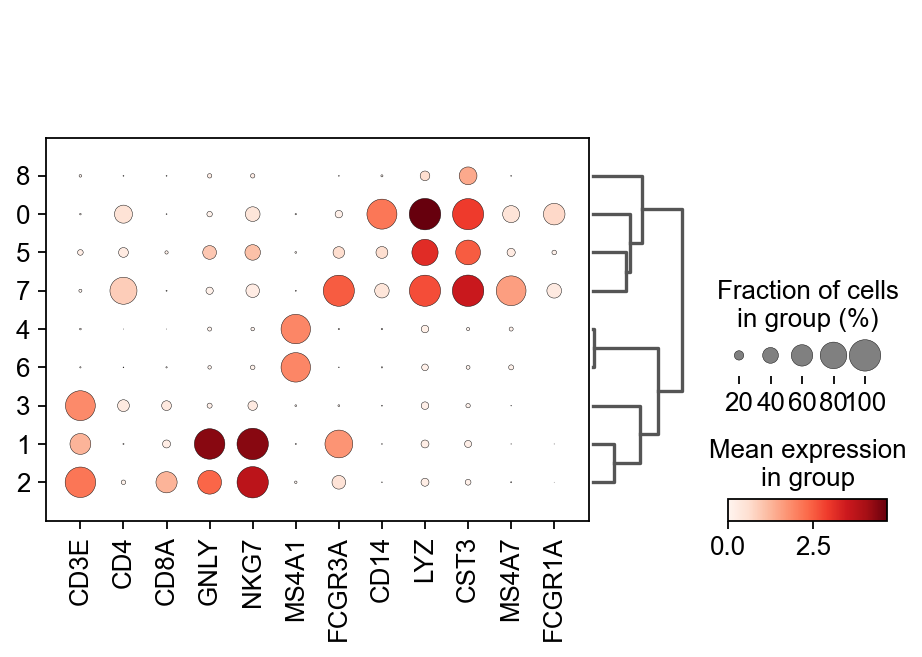 8
0
5
7
4
6
3
1
2
CD3E CD4 CD8A GNLY NKG7 MS4A1 FCGR3A CD14 LYZ CST3 MS4A7 FCGR1A
Fraction of cells
in group (%)
20 40 60 80 100
Mean expression
in group
0.0 2.5